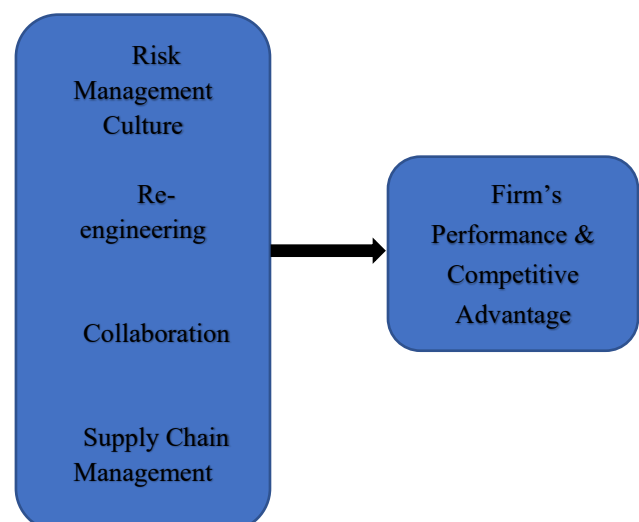 Risk
Management
Culture
Re-
engineering
Collaboration
Supply Chain
Management
Firm’s
Performance &
Competitive
Advantage